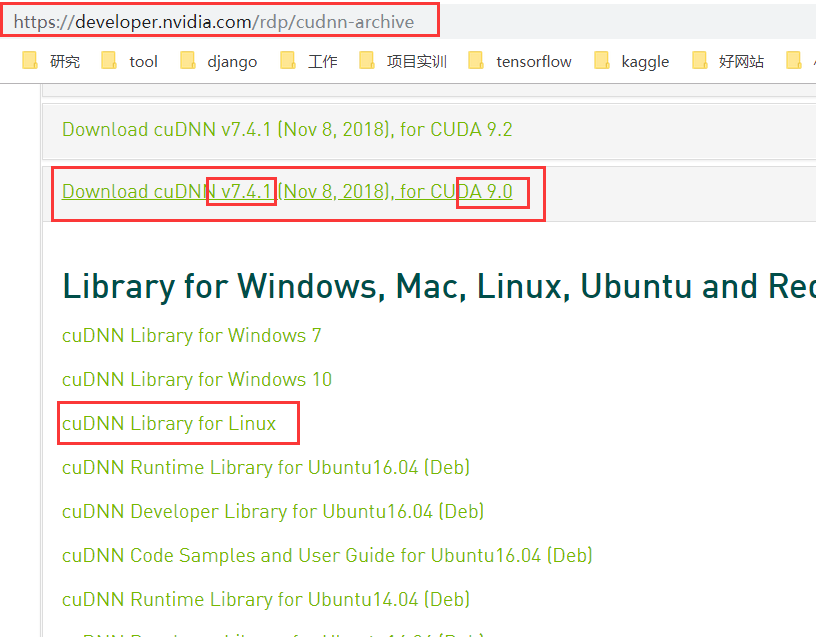 https://developer.nvidia.com/rdp/cudnn-archive
研究 tool django 工作 项目实训 tensorflow kaggle 好网站
Download cuDNN v7.4.1 (Nov 8, 2018), for CUDA 9.2
Download cuDNN v7.4.1 (Nov 8, 2018), for CUDA 9.0
Library for Windows, Mac, Linux, Ubuntu and Red
cuDNN Library for Windows 7
cuDNN Library for Windows 10
cuDNN Library for Linux
cuDNN Runtime Library for Ubuntu16.04 (Deb)
cuDNN Developer Library for Ubuntu16.04 (Deb)
cuDNN Code Samples and User Guide for Ubuntu16.04 (Deb)
cuDNN Runtime Library for Ubuntu14.04 (Deb)